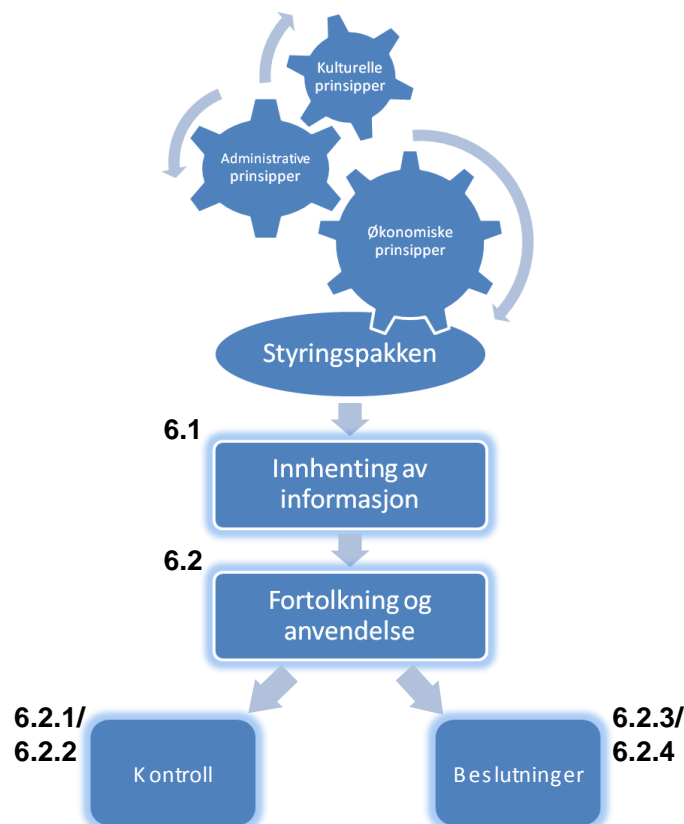 Kulturelle
prinsipper
Administrative
prinsipper
Økonomiske
prinsipper
Styringspakken
6.1
Innhenting av
informasjon
6.2
Fortolkning og
anvendelse
6.2.1/
6.2.2
Kontroll
Beslutninger
6.2.3/
6.2.4